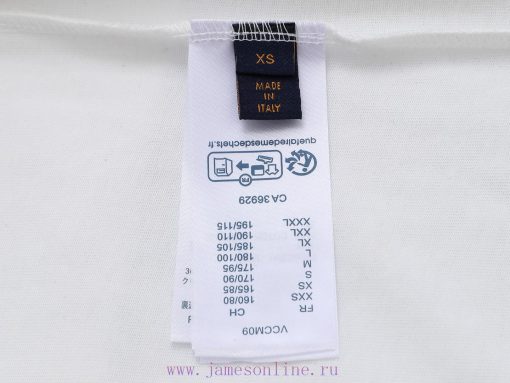 XS
MADE
IN
ITALY
VCCM09
FR CH
XXS 160/80
XS 165/85
S 170/90
M 175/95
L 180/100
XL 185/105
XXL 190/110
XXXL 195/115
CA 36929
FR
quefairedemesdechets.fr
www.jamesonline.ru